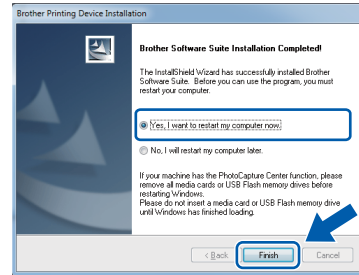 Brother Printing Device Installation
Brother Software Suite Installation Completed!
The InstallShield Wizard has successfully installed Brother
Software Suite. Before you can use the program, you must
restart your computer.
Yes, I want to restart my computer now.
No, I will restart my computer later.
If your machine has the PhotoCapture Center function, please
remove all media cards or USB Flash memory drives before
restarting Windows.
Please do not insert a media card or USB Flash memory drive
until Windows has finished loading.
< Back
Finish
Cancel